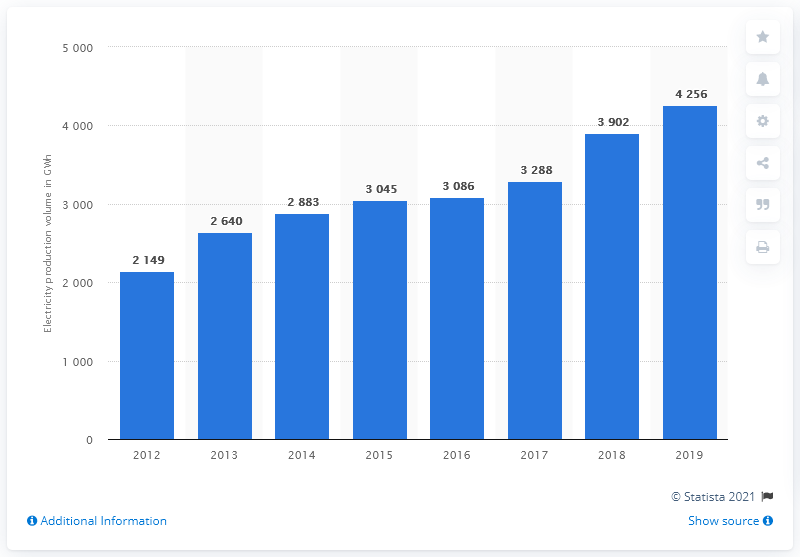 5 000
4 000
3 000
2 000
1 000
0
Electricity production volume in GWh
2 149
2 640
2 883
3 045
3 086
3 288
3 902
4 256
2012 2013 2014 2015 2016 2017 2018 2019
© Statista 2021
Additional Information
Show source